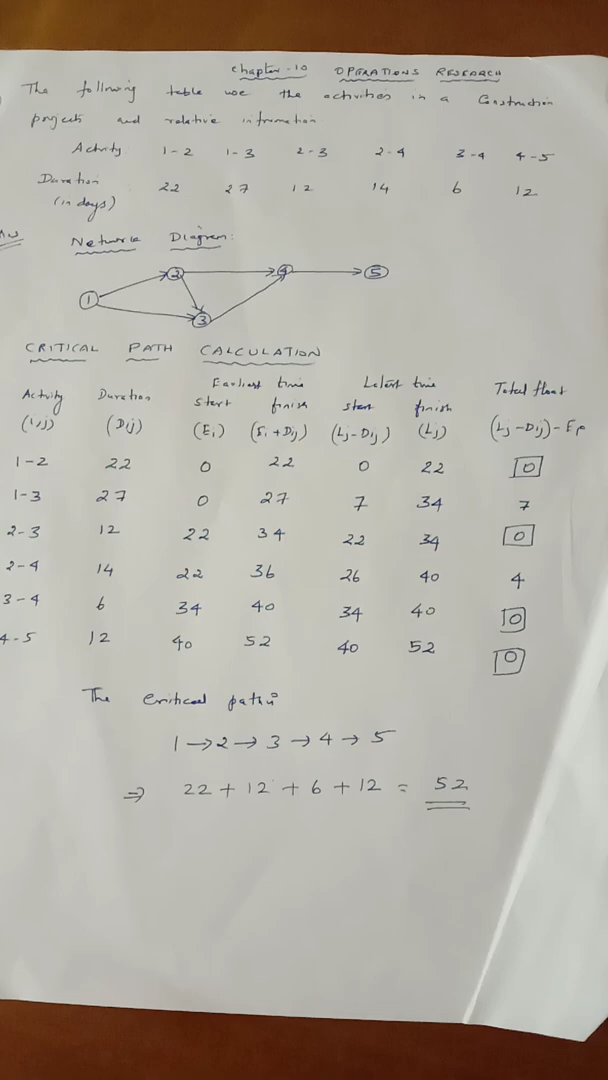 Chapter-10 OPERATIONS RESEARCH
The following table use the activities in a Construction
projects and relative information.
Activity 1-2 1-3 2-3 2-4 3-4 4-5
Duration 22 27 12 14 6 12
(in days)
Network Diagram:
1 2 3 4 5
CRITICAL PATH CALCULATION
Activity Duration Earliest time Latest time Total float
start finish start finish
(i,j) (Dij) (Ei) (Ei + Dij) (Lj - Dij) (Lj) (Lj - Dij) - Ei
1-2 22 0 22 0 22 0
1-3 27 0 27 7 34 7
2-3 12 22 34 22 34 0
2-4 14 22 36 26 40 4
3-4 6 34 40 34 40 0
4-5 12 40 52 40 52 0
The Critical path:
1 → 2 → 3 → 4 → 5
⇒ 22 + 12 + 6 + 12 = 52